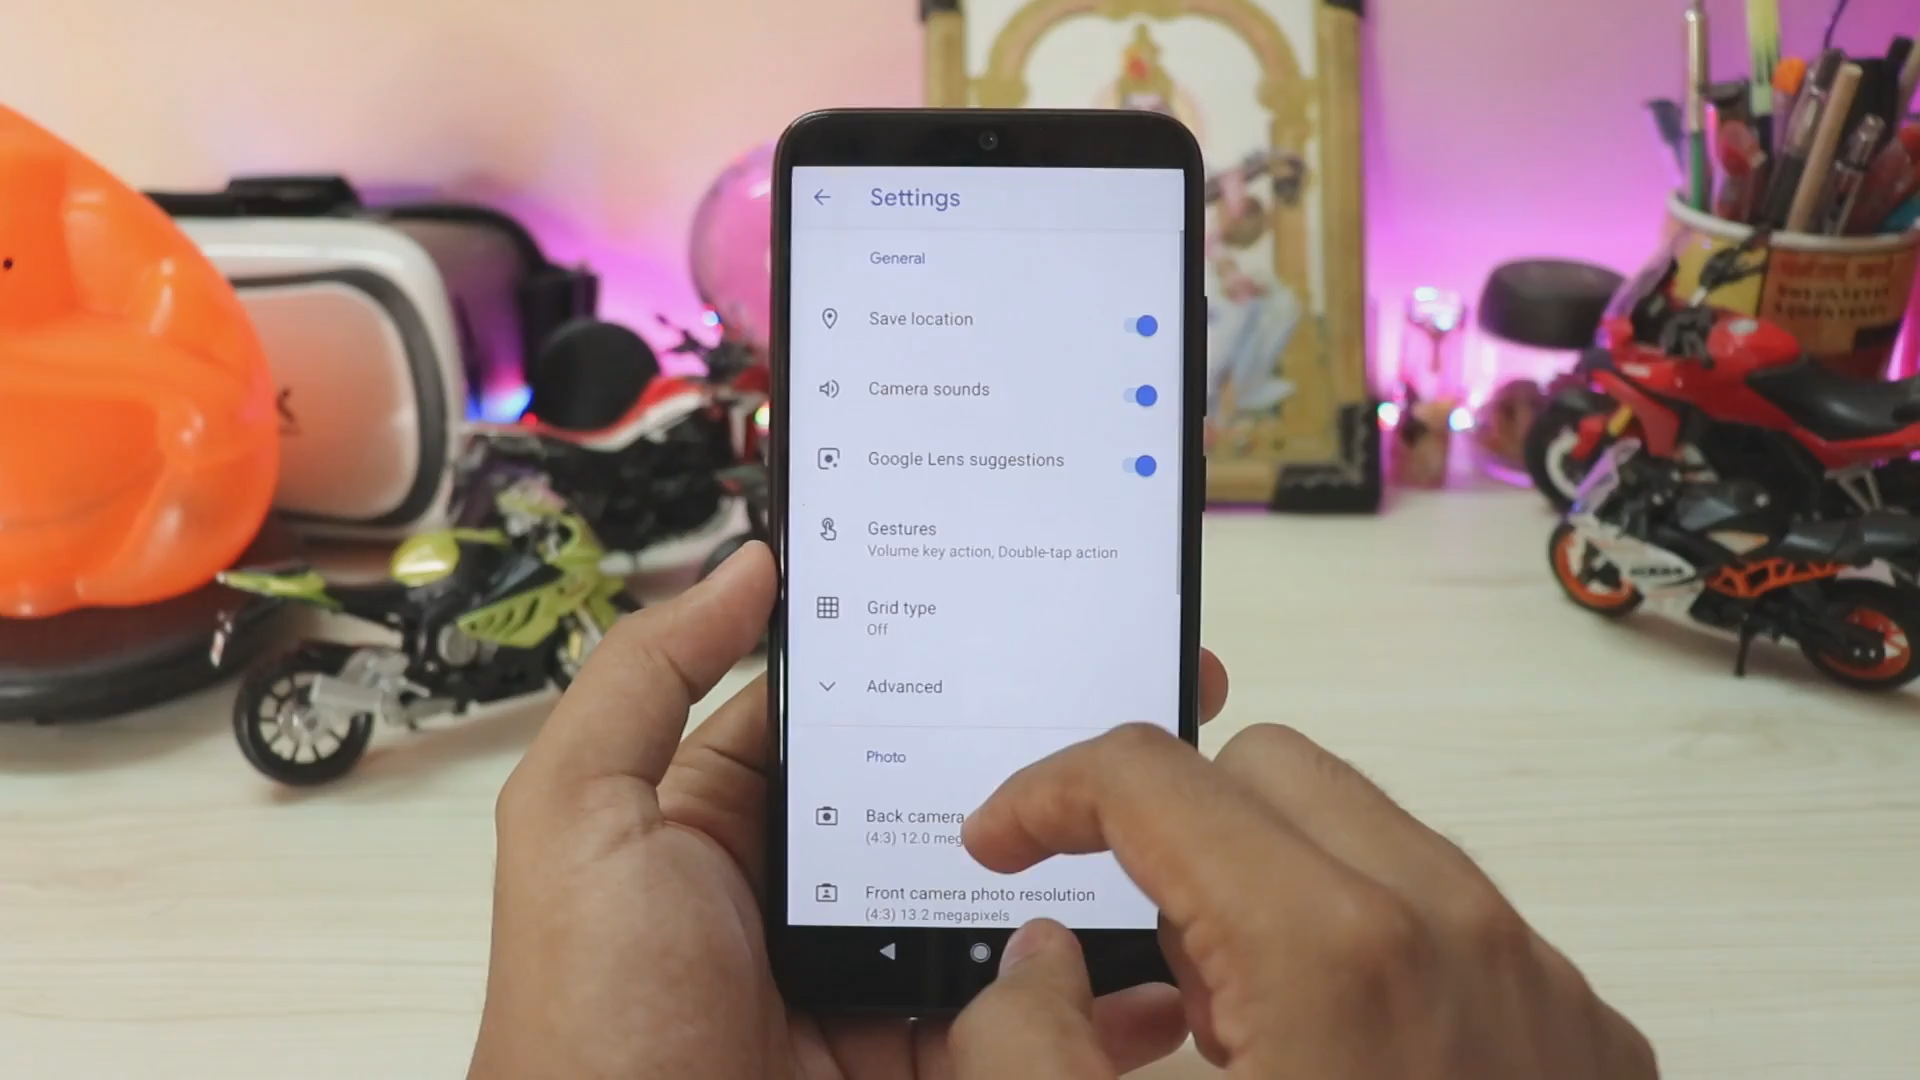 Settings
General
Save location
Camera sounds
Google Lens suggestions
Gestures
Volume key action, Double-tap action
Grid type
Off
Advanced
Photo
Back camera
(4:3) 12.0
Front camera photo resolution
(4:3) 13.2 megapixels